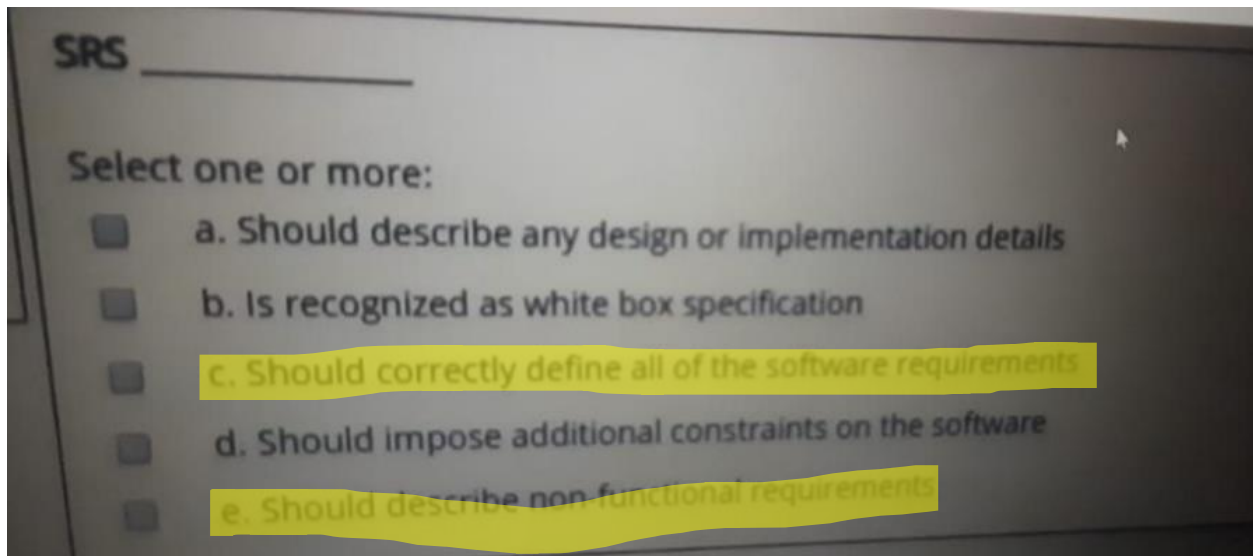 SRS
Select one or more:
a. Should describe any design or implementation details
b. Is recognized as white box specification
c. Should correctly define all of the software requirements
d. Should impose additional constraints on the software
e. Should describe non-functional requirements